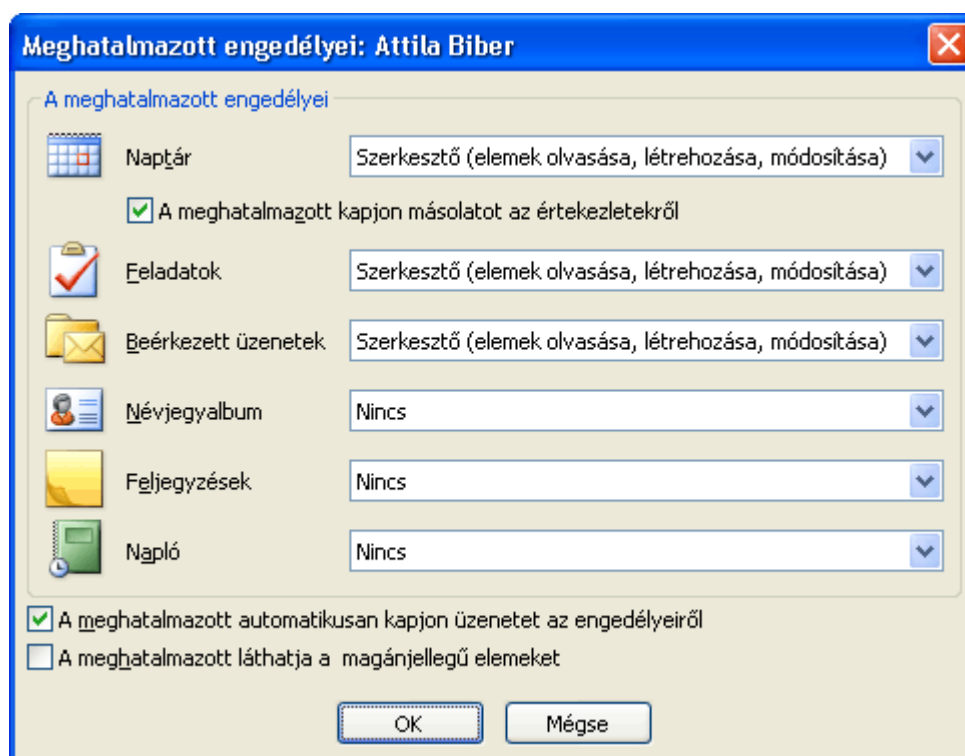 Meghatalmazott engedélyei: Attila Biber
A meghatalmazott engedélyei
Naptár Szerkesztő (elemek olvasása, létrehozása, módosítása)
A meghatalmazott kapjon másolatot az értekezletekről
Feladatok Szerkesztő (elemek olvasása, létrehozása, módosítása)
Beérkezett üzenetek Szerkesztő (elemek olvasása, létrehozása, módosítása)
Névjegyalbum Nincs
Feljegyzések Nincs
Napló Nincs
A meghatalmazott automatikusan kapjon üzenetet az engedélyeiről
A meghatalmazott láthatja a magánjellegű elemeket
OK Mégse